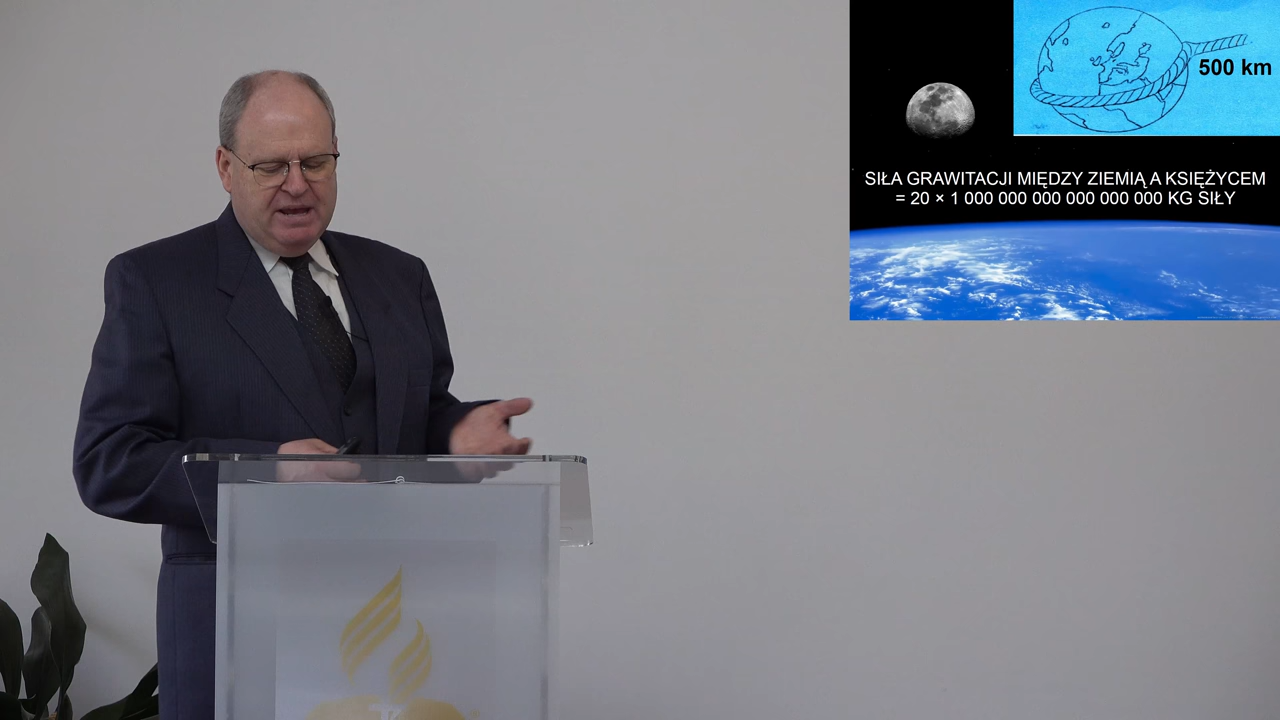 500 km
SIŁA GRAWITACJI MIĘDZY ZIEMIĄ A KSIĘŻYCEM
= 20 × 1 000 000 000 000 000 000 KG SIŁY